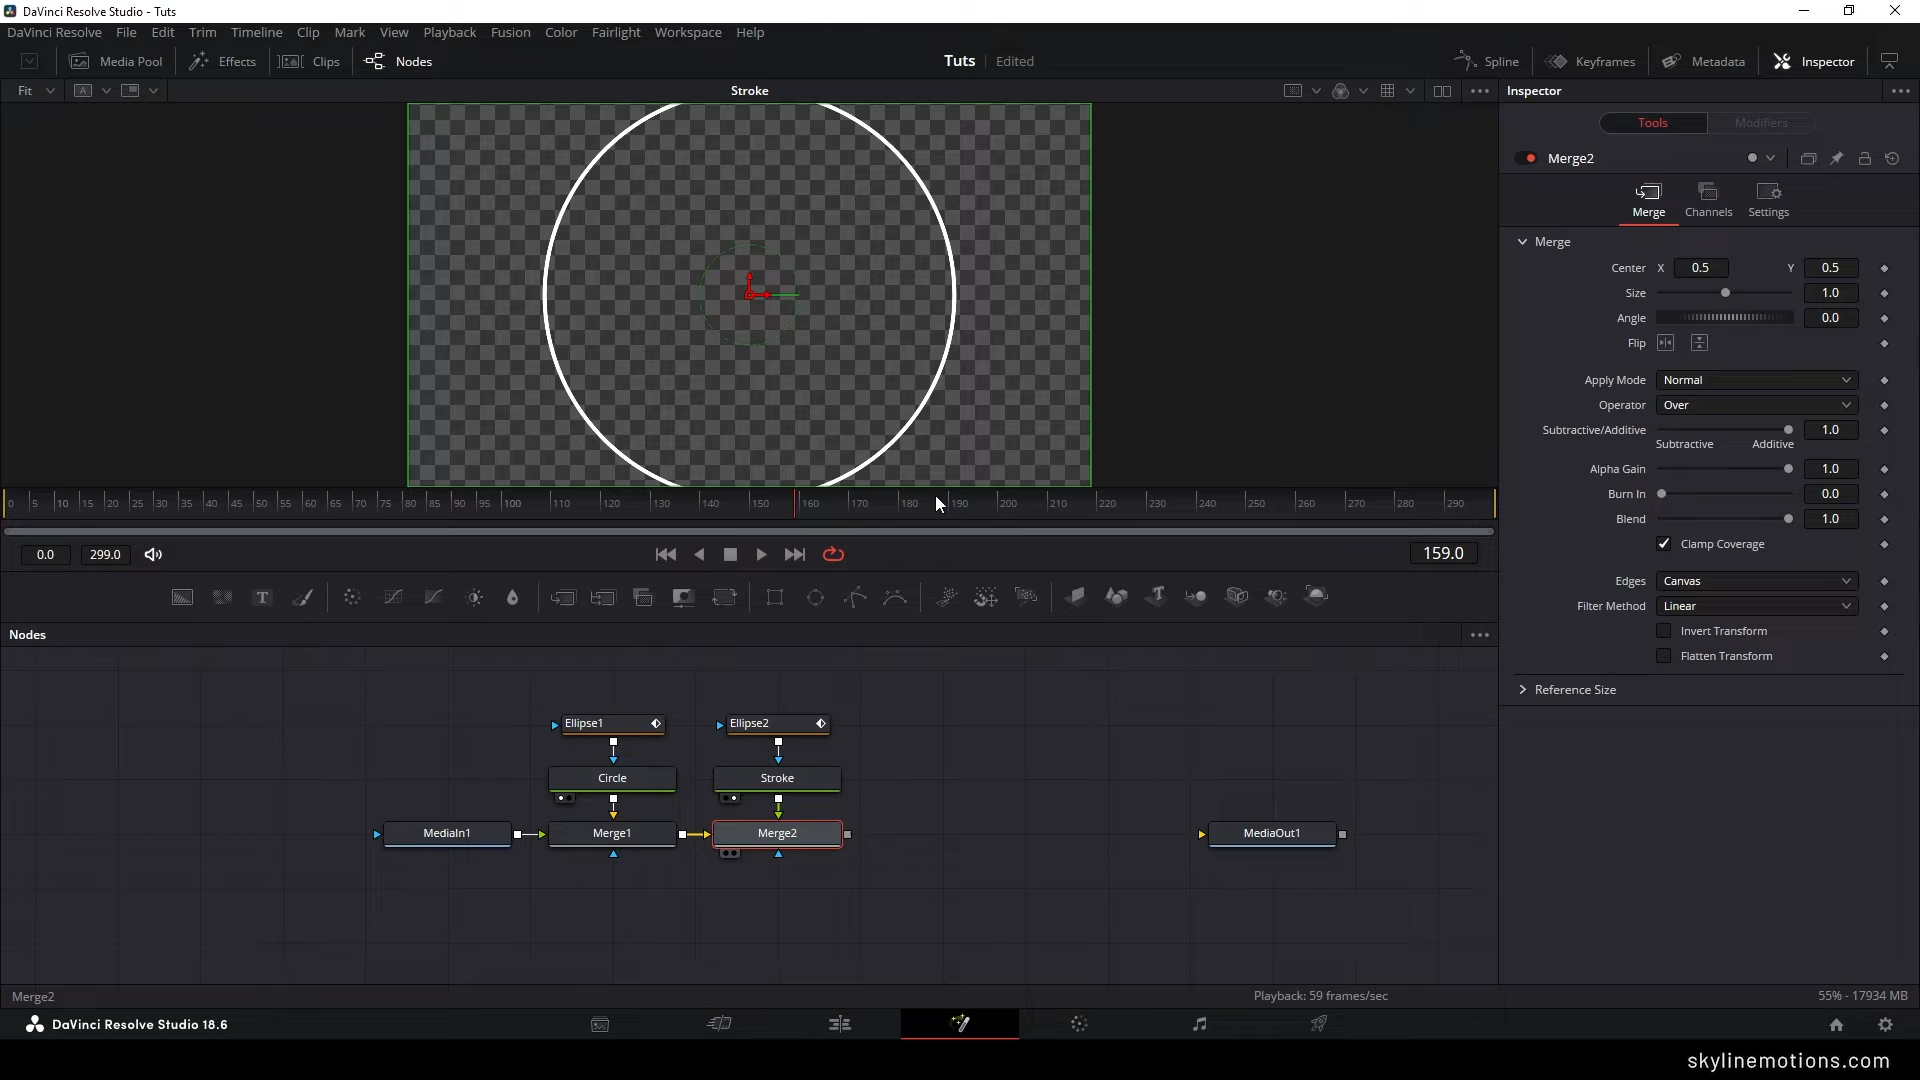 DaVinci Resolve Studio - Tuts
DaVinci Resolve File Edit Trim Timeline Clip Mark View Playback Fusion Color Fairlight Workspace Help
Media Pool Effects Clips Nodes Tuts Edited Spline Keyframes Metadata Inspector
Fit A Stroke Inspector
Tools Modifiers
Merge2
Merge Channels Settings
Merge
Center X 0.5 Y 0.5
Size 1.0
Angle 0.0
Flip
Apply Mode Normal
Operator Over
Subtractive/Additive 1.0
Subtractive Additive
Alpha Gain 1.0
Burn In 0.0
Blend 1.0
Clamp Coverage
Edges Canvas
Filter Method Linear
Invert Transform
Flatten Transform
Reference Size
0 5 10 15 20 25 30 35 40 45 50 55 60 65 70 75 80 85 90 95 100 110 120 130 140 150 160 170 180 190 200 210 220 230 240 250 260 270 280 290
0.0 299.0 159.0
T
Nodes
Ellipse1 Ellipse2
Circle Stroke
MediaIn1 Merge1 Merge2 MediaOut1
Merge2 Playback: 59 frames/sec 55% - 17934 MB
DaVinci Resolve Studio 18.6
skylinemotions.com